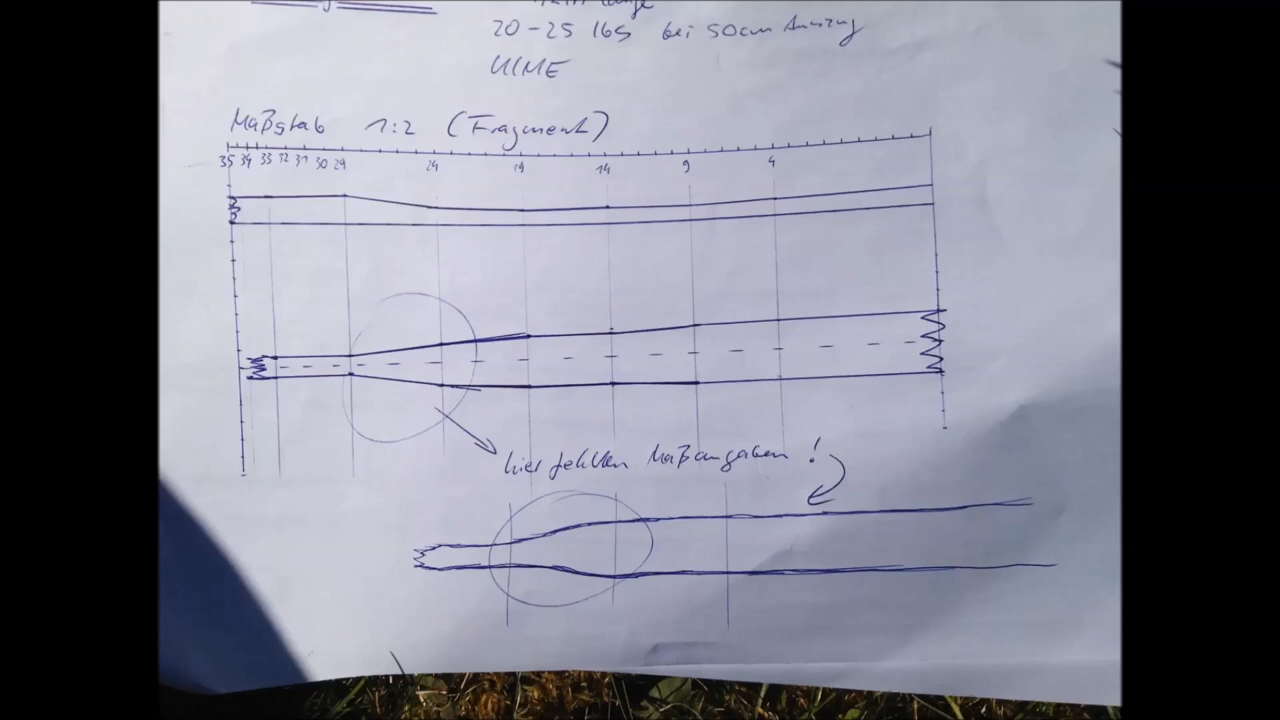 20-25 lbs bei 50cm Auszug
ULME
Maßstab 1:2 (Fragment)
35 34 33 32 31 30 29 24 19 14 9 4
hier fehlen Maßangaben!